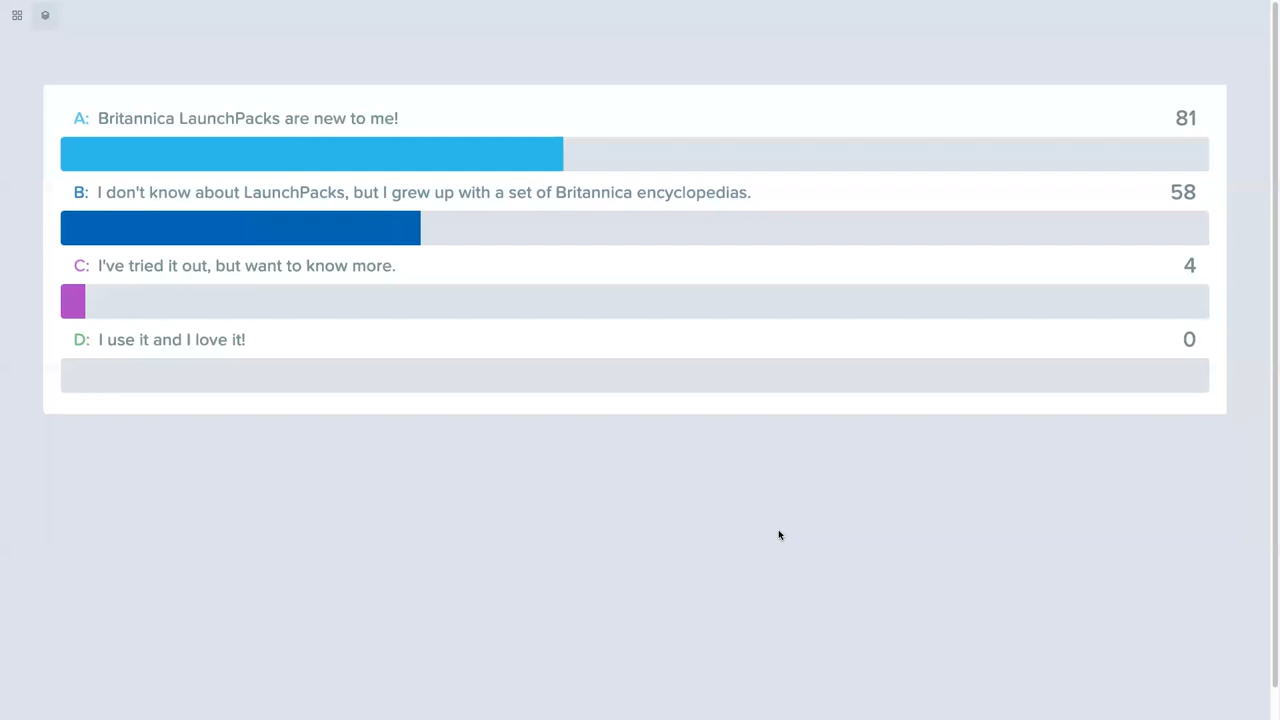 A: Britannica LaunchPacks are new to me! 81
B: I don't know about LaunchPacks, but I grew up with a set of Britannica encyclopedias. 58
C: I've tried it out, but want to know more. 4
D: I use it and I love it! 0